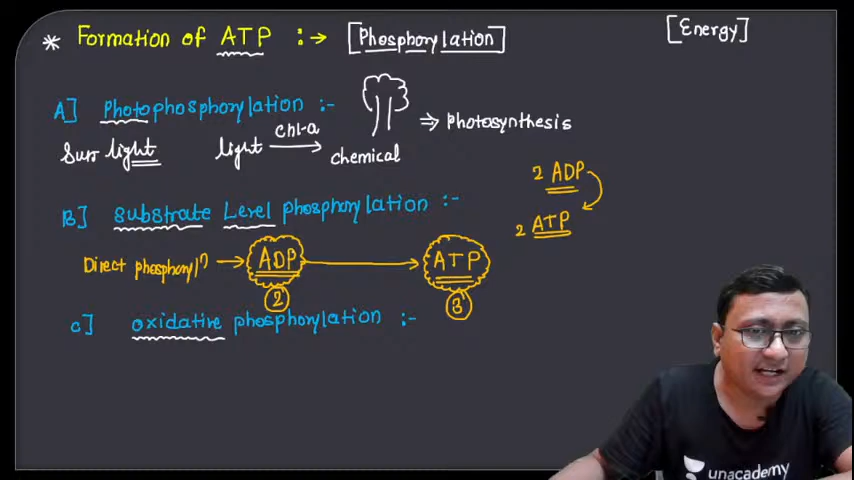 * Formation of ATP :→ [Phosphorylation]
[Energy]
A] Photophosphorylation :-
Sun light
light chl-a → chemical
⇒ Photosynthesis
2 ADP
2 ATP
B] Substrate Level phosphorylation :-
Direct → ADP → ATP
2 3
c] oxidative phosphorylation :-
unacademy